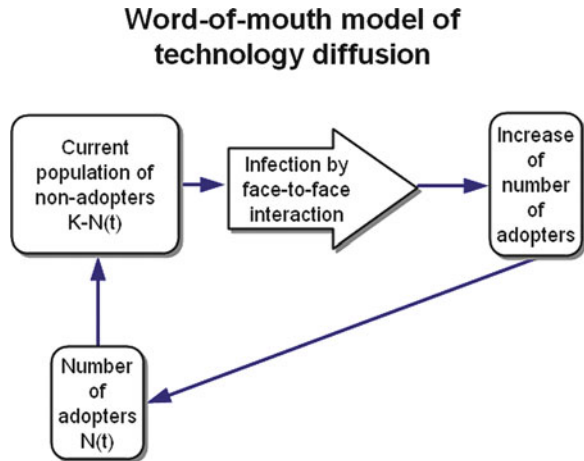 Word-of-mouth model of
technology diffusion
Current
population of
non-adopters
K-N(t)
Infection by
face-to-face
interaction
Increase
of
number
of
adopters
Number
of
adopters
N(t)